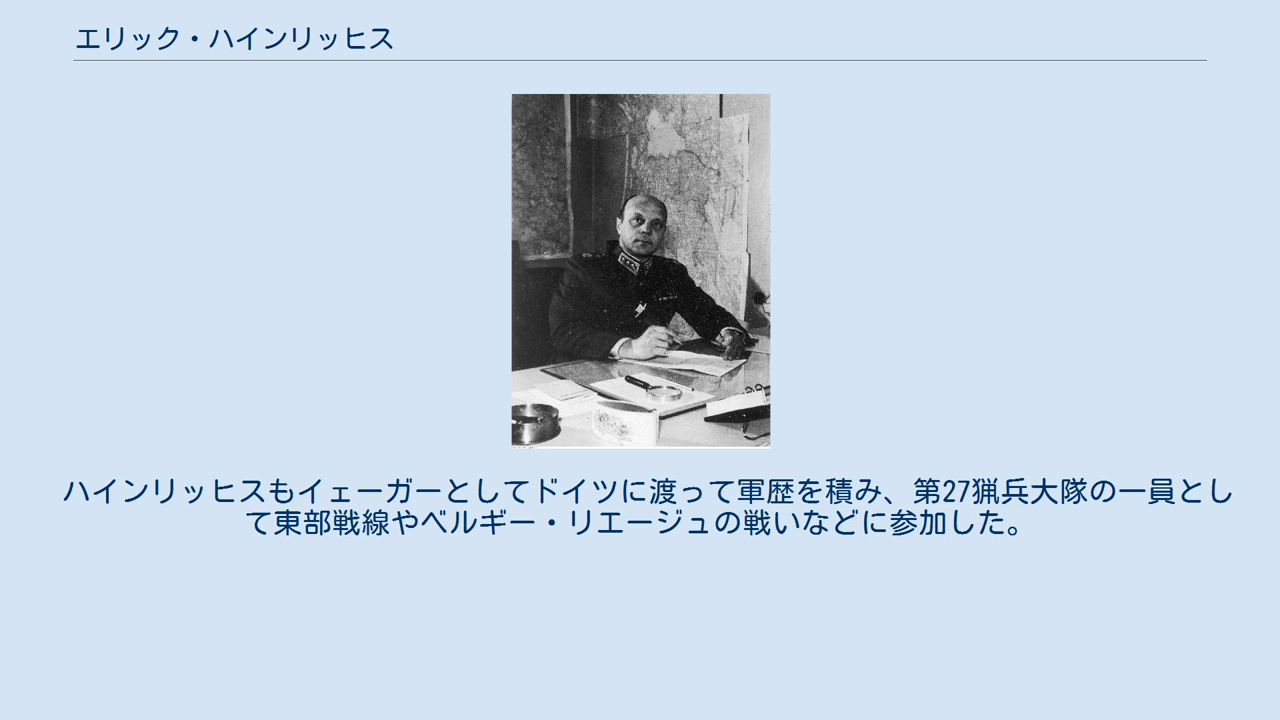 エリック・ハインリッヒス
ハインリッヒスもイェーガーとしてドイツに渡って軍歴を積み、第27猟兵大隊の一員とし
て東部戦線やベルギー・リエージュの戦いなどに参加した。